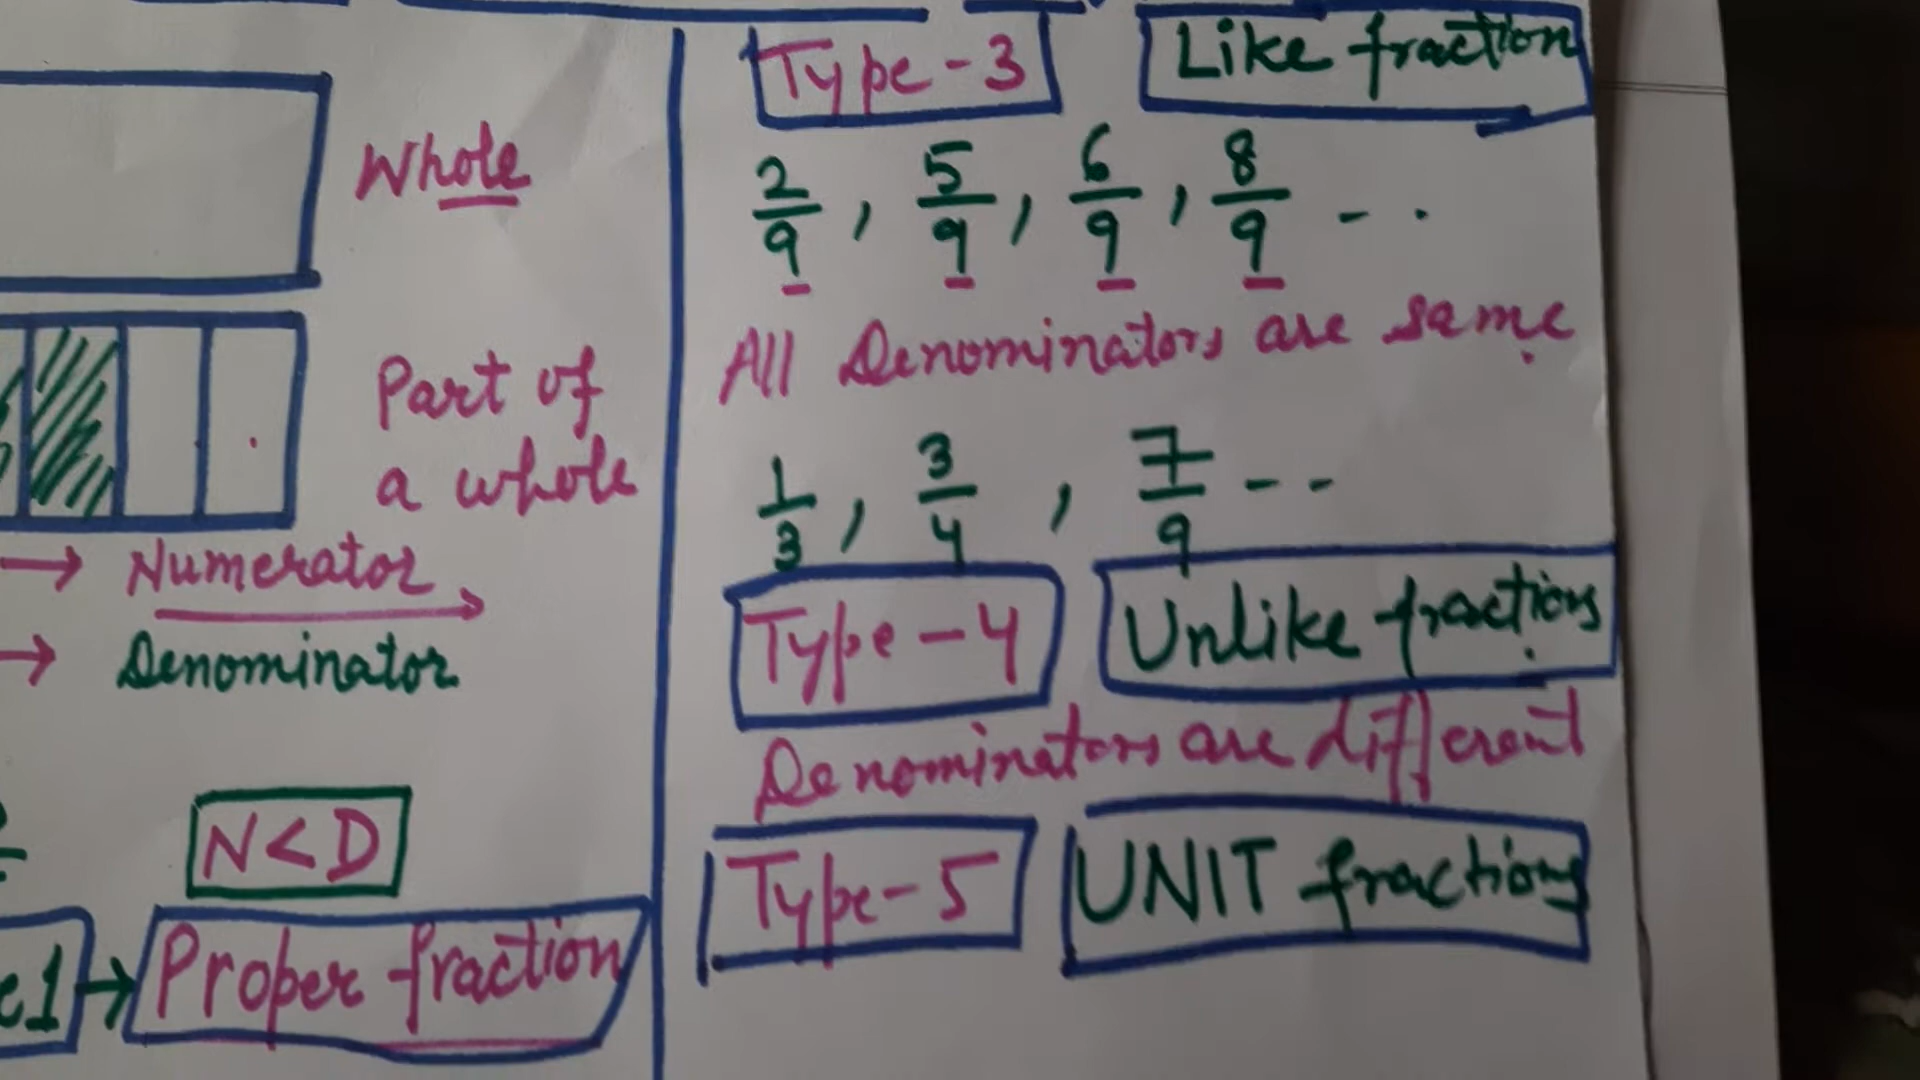 Whole
Part of
a whole
→ Numerator
→ Denominator
N<D
e1 → Proper fraction
Type-3 Like fraction
2/9, 5/9, 6/9, 8/9 - .
All Denominators are same
1/3, 3/4, 7/9 - -
Type-4 Unlike fractions
Denominators are different
Type-5 UNIT fractions